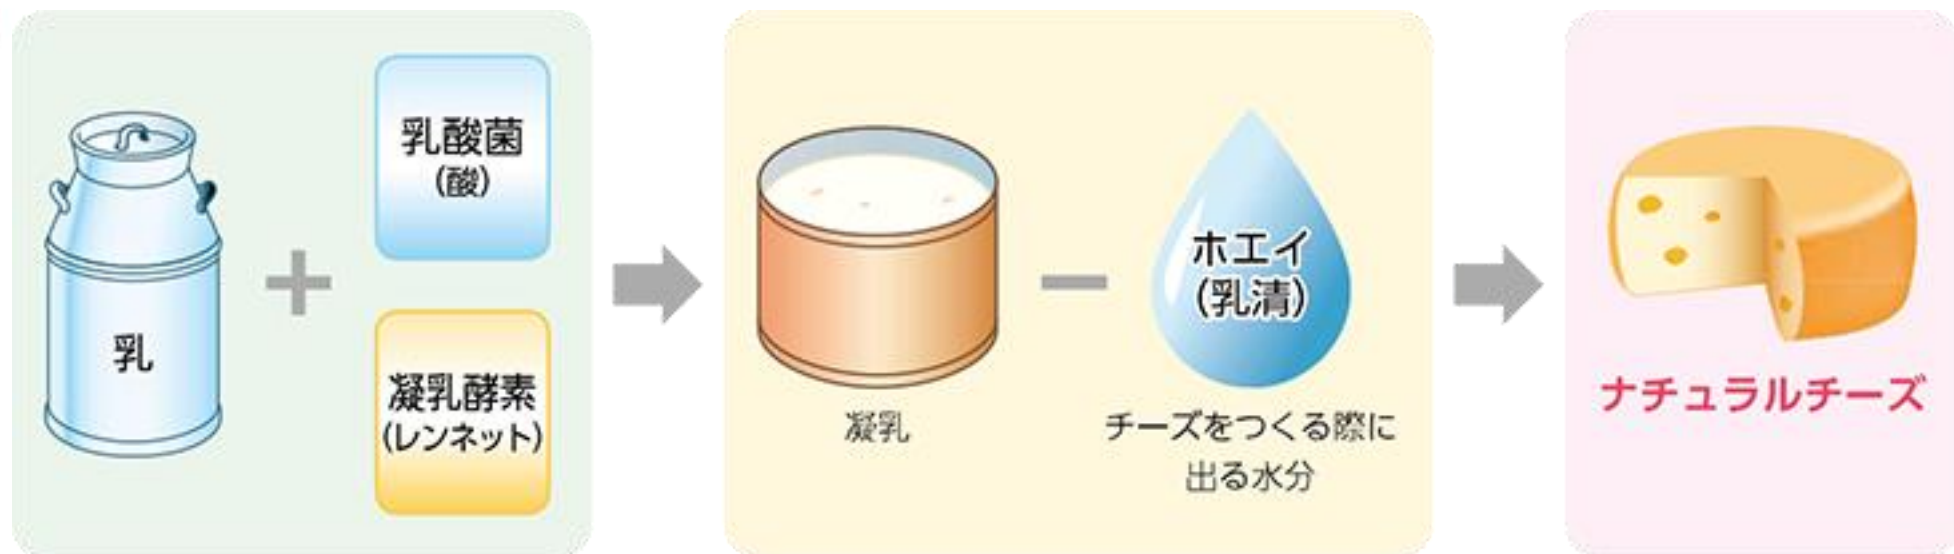 乳
乳酸菌
(酸)
凝乳酵素
(レンネット)
凝乳
ホエイ
(乳清)
チーズをつくる際に
出る水分
ナチュラルチーズ